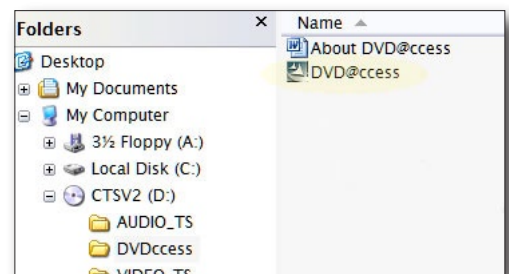 Folders ×
Desktop
My Documents
My Computer
3½ Floppy (A:)
Local Disk (C:)
CTSV2 (D:)
AUDIO_TS
DVDccess
VIDEO_TS
Name
About DVD@ccess
DVD@ccess